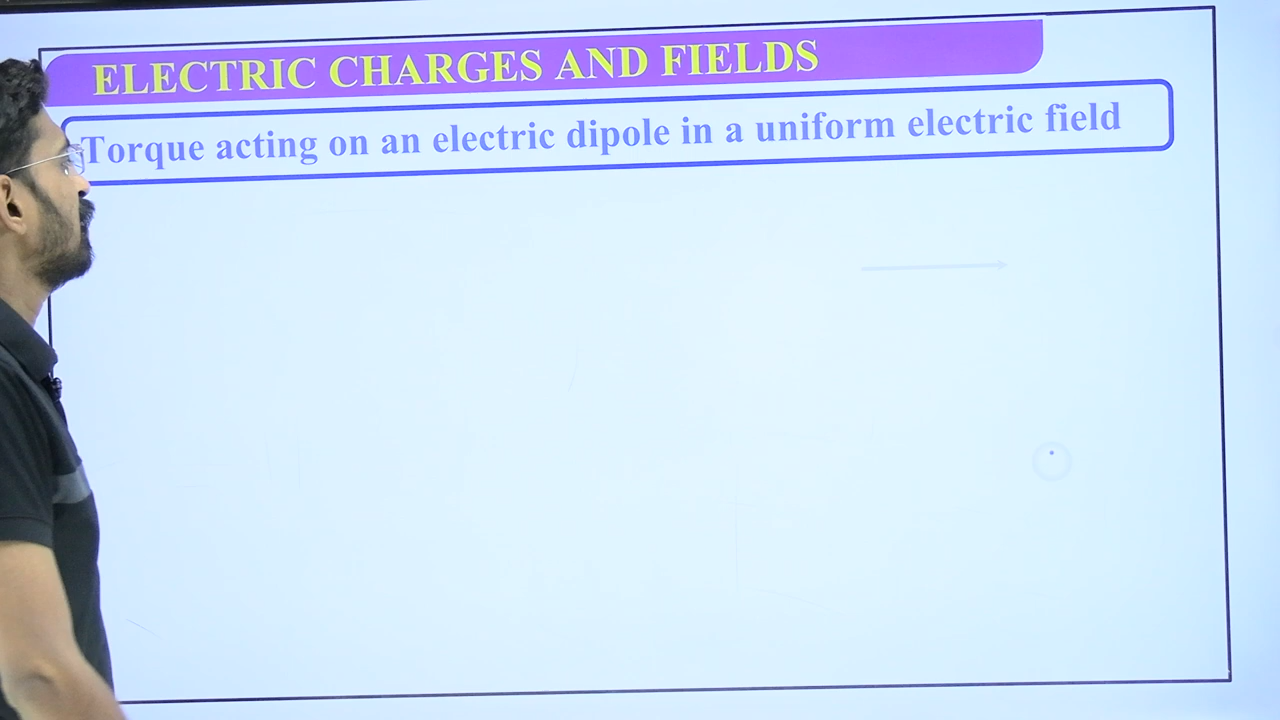 ELECTRIC CHARGES AND FIELDS
Torque acting on an electric dipole in a uniform electric field